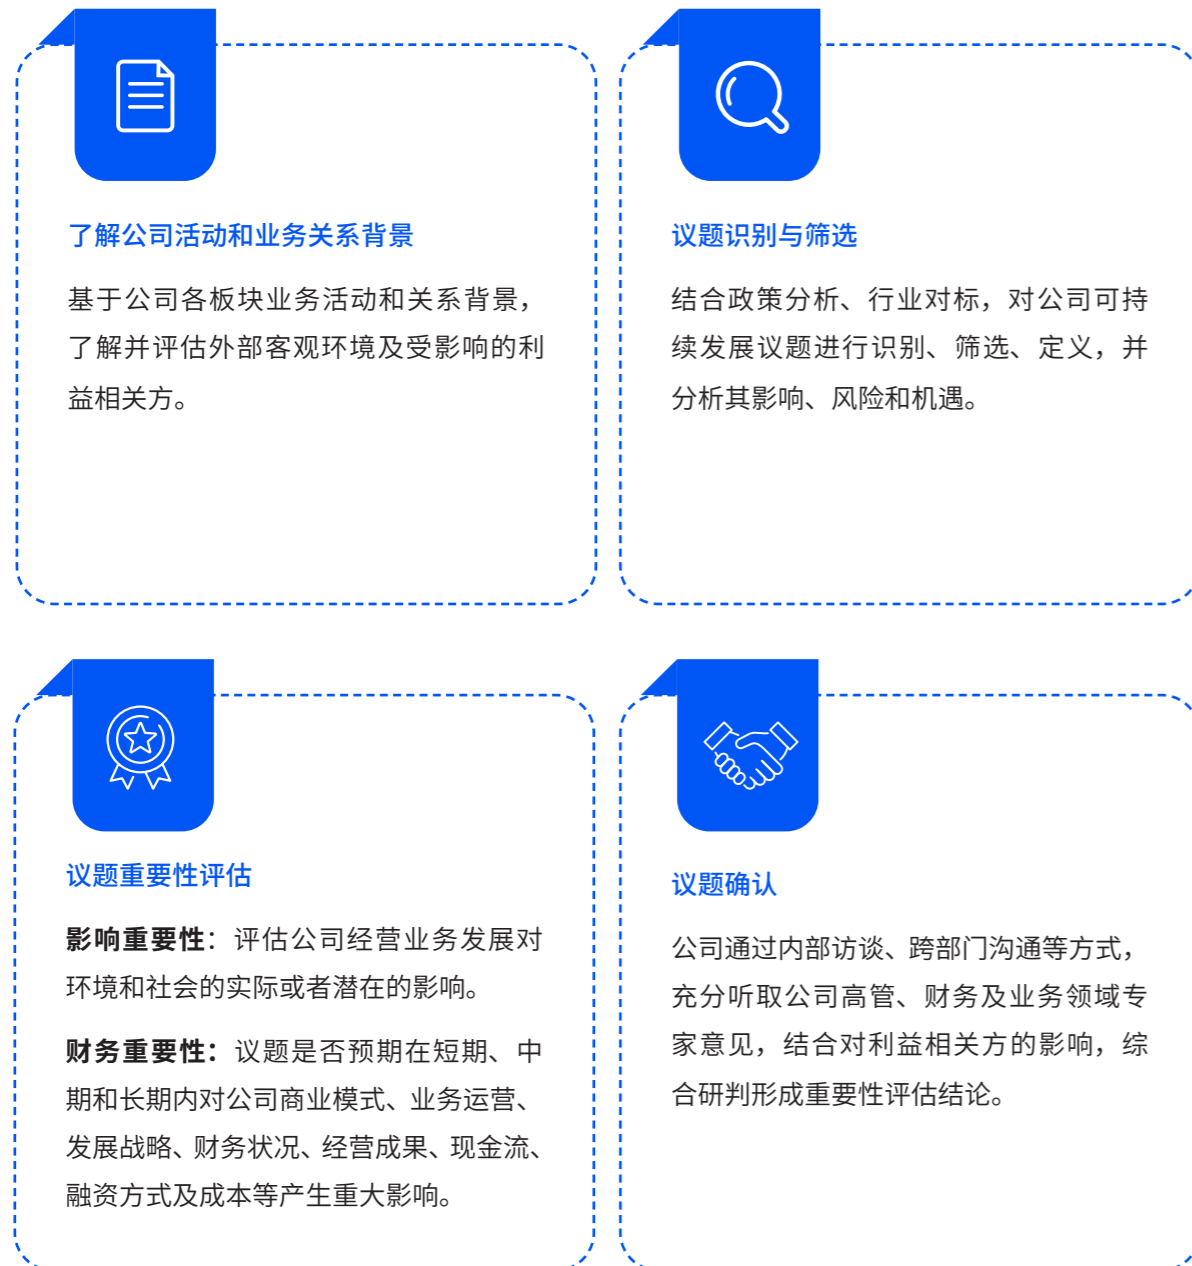 了解公司活动和业务关系背景
基于公司各板块业务活动和关系背景，
了解并评估外部客观环境及受影响的利
益相关方。
议题识别与筛选
结合政策分析、行业对标，对公司可持
续发展议题进行识别、筛选、定义，并
分析其影响、风险和机遇。
议题重要性评估
影响重要性：评估公司经营业务发展对
环境和社会的实际或者潜在的影响。
财务重要性：议题是否预期在短期、中
期和长期内对公司商业模式、业务运营、
发展战略、财务状况、经营成果、现金流、
融资方式及成本等产生重大影响。
议题确认
公司通过内部访谈、跨部门沟通等方式，
充分听取公司高管、财务及业务领域专
家意见，结合对利益相关方的影响，综
合研判形成重要性评估结论。